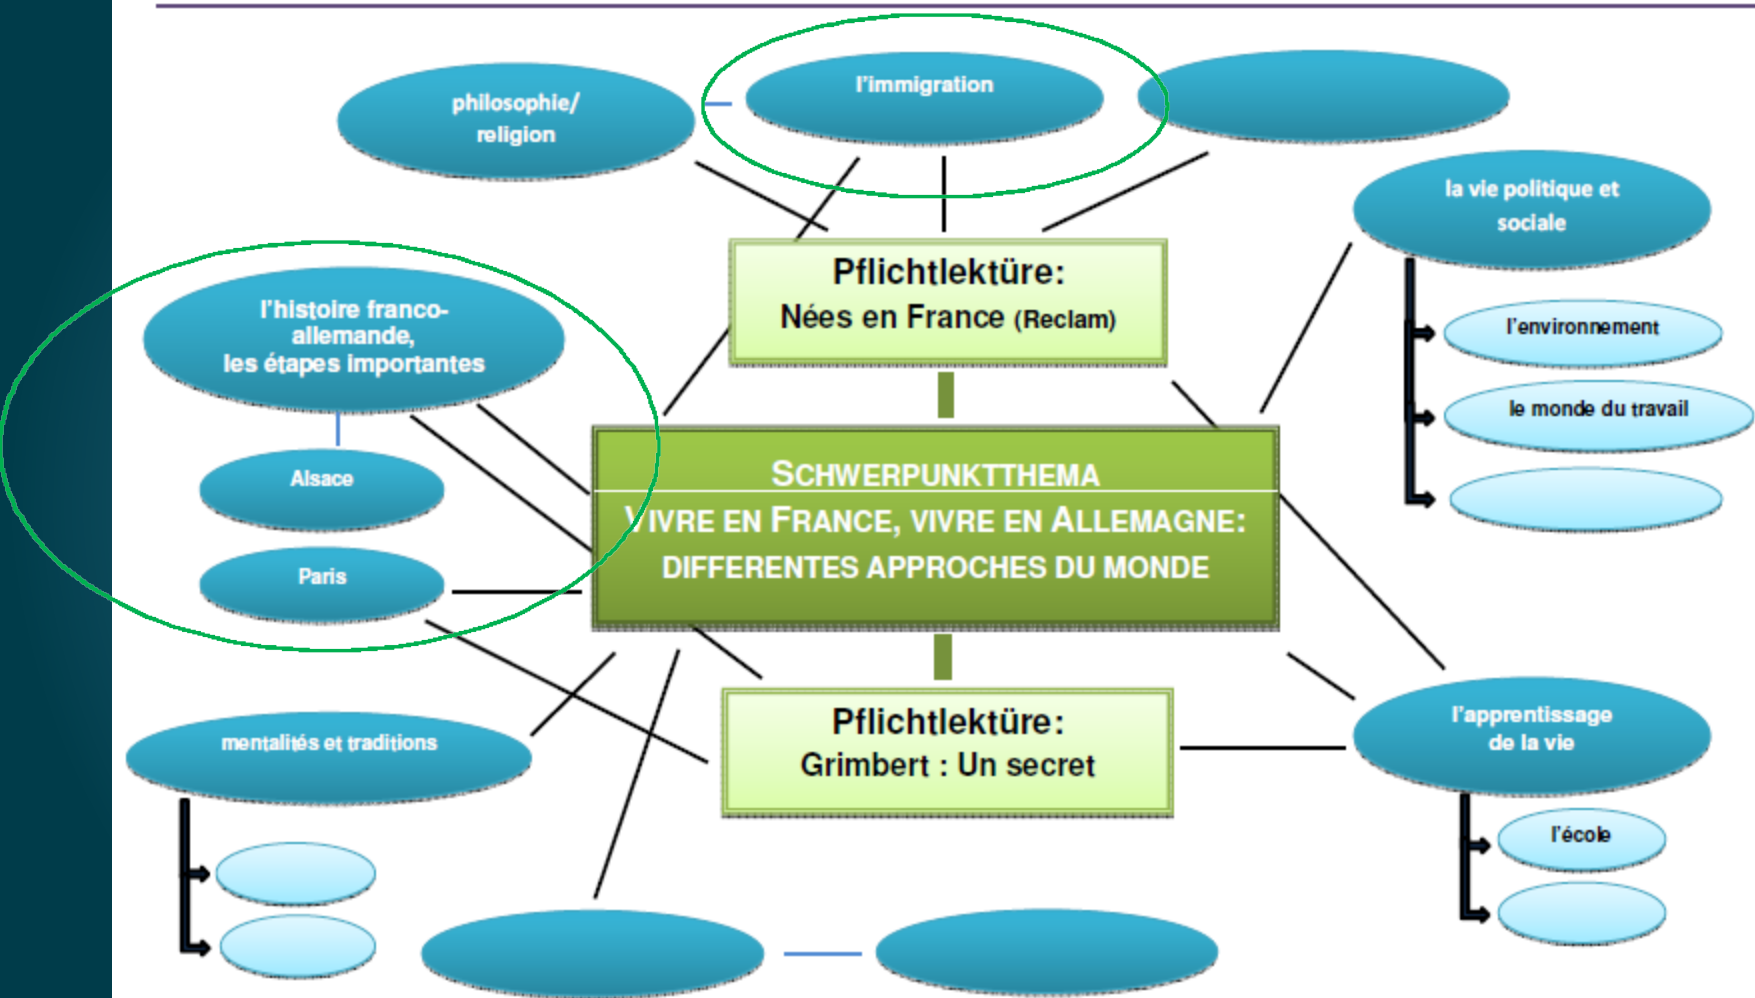 philosophie/
religion
l'immigration
la vie politique et
sociale
l'environnement
le monde du travail
Pflichtlektüre:
Nées en France (Reclam)
l'histoire franco-
allemande,
les étapes importantes
Alsace
Paris
SCHWERPUNKTTHEMA
VIVRE EN FRANCE, VIVRE EN ALLEMAGNE:
DIFFERENTES APPROCHES DU MONDE
mentalités et traditions
Pflichtlektüre:
Grimbert : Un secret
l'apprentissage
de la vie
l'école